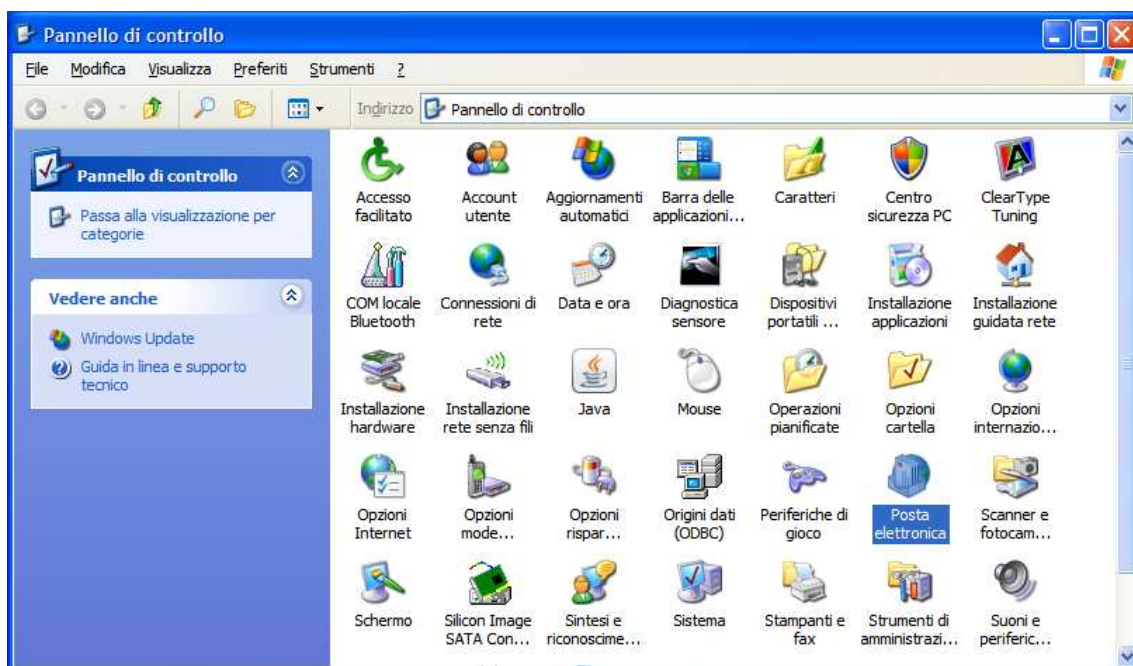 Pannello di controllo
File Modifica Visualizza Preferiti Strumenti ?
Indirizzo Pannello di controllo
Pannello di controllo
Passa alla visualizzazione per
categorie
Vedere anche
Windows Update
Guida in linea e supporto
tecnico
Accesso
facilitato
Account
utente
Aggiornamenti
automatici
Barra delle
applicazioni...
Caratteri
Centro
sicurezza PC
ClearType
Tuning
COM locale
Bluetooth
Connessioni di
rete
Data e ora
Diagnostica
sensore
Dispositivi
portatili ...
Installazione
applicazioni
Installazione
guidata rete
Installazione
hardware
Installazione
rete senza fili
Java
Mouse
Operazioni
pianificate
Opzioni
cartella
Opzioni
internazio...
Opzioni
Internet
Opzioni
mode...
Opzioni
rispar...
Origini dati
(ODBC)
Periferiche di
gioco
Posta
elettronica
Scanner e
fotocam...
Schermo
Silicon Image
SATA Con...
Sintesi e
riconoscime...
Sistema
Stampanti e
fax
Strumenti di
amministrazi...
Suoni e
periferic...